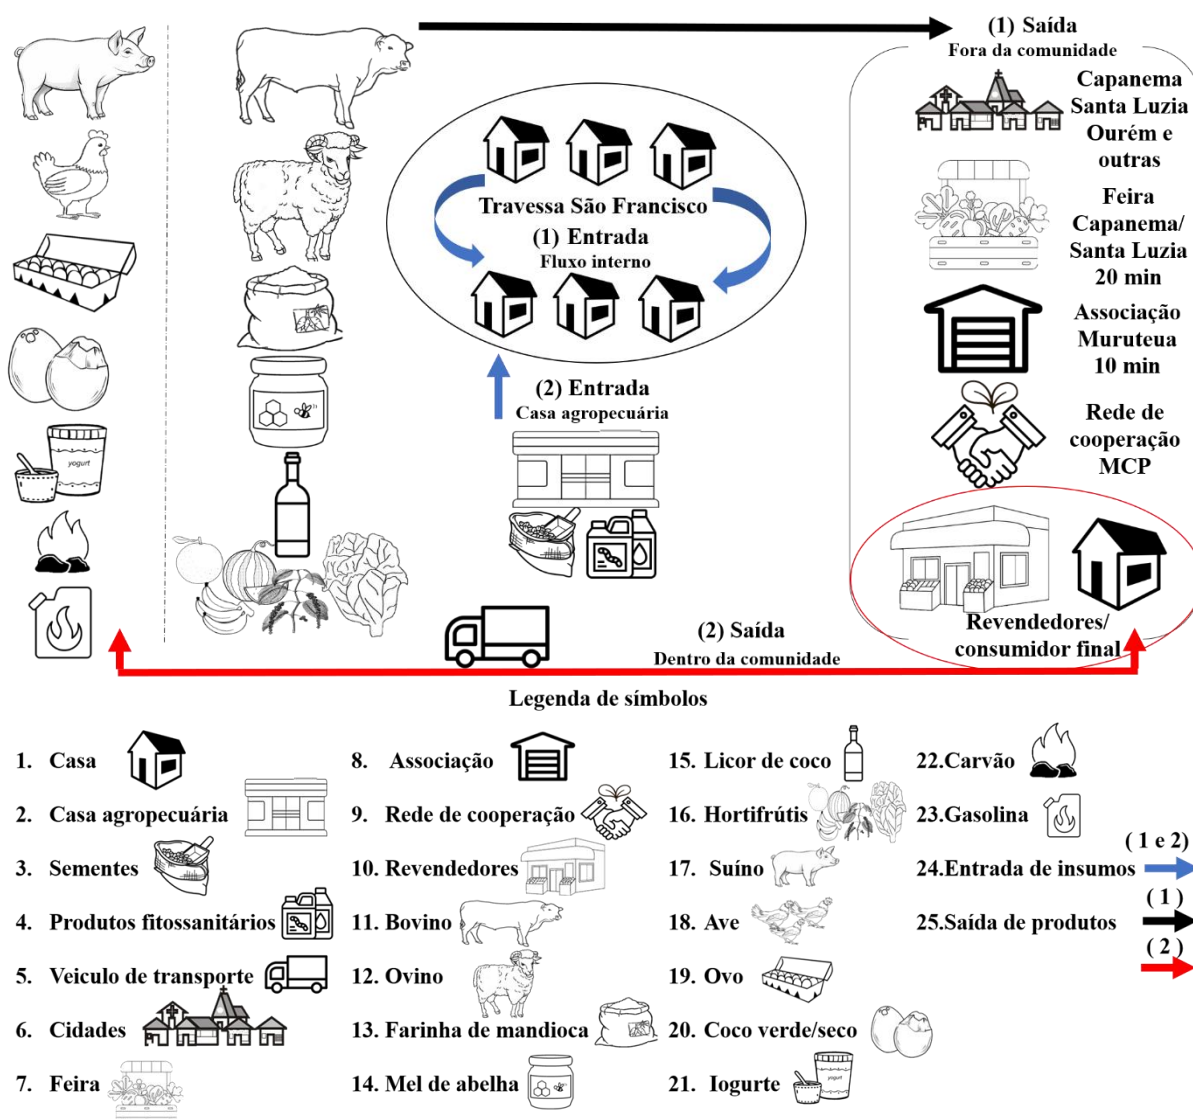 (1) Saída
Fora da comunidade
Capanema
Santa Luzia
Ourém e
outras
Feira
Capanema/
Santa Luzia
20 min
Associação
Muruteua
10 min
Rede de
cooperação
MCP
Revendedores/
consumidor final
Travessa São Francisco
(1) Entrada
Fluxo interno
(2) Entrada
Casa agropecuária
yogurt
(2) Saída
Dentro da comunidade
Legenda de símbolos
1. Casa
2. Casa agropecuária
3. Sementes
4. Produtos fitossanitários
5. Veiculo de transporte
6. Cidades
7. Feira
8. Associação
9. Rede de cooperação
10. Revendedores
11. Bovino
12. Ovino
13. Farinha de mandioca
14. Mel de abelha
15. Licor de coco
16. Hortifrútis
17. Suíno
18. Ave
19. Ovo
20. Coco verde/seco
21. Iogurte
yogurt
22.Carvão
23.Gasolina
( 1 e 2)
24.Entrada de insumos
( 1 )
25.Saída de produtos
( 2 )